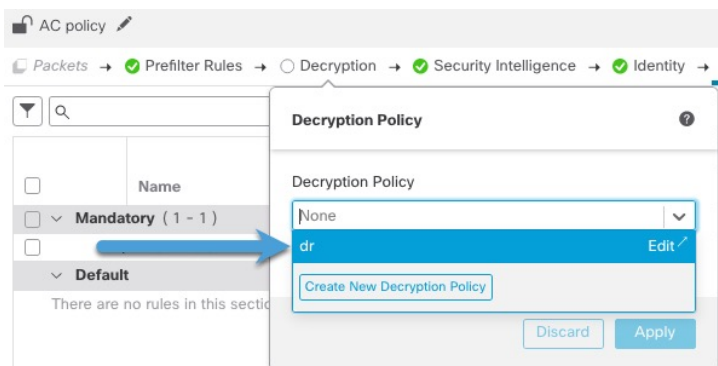 AC policy
Packets → Prefilter Rules → Decryption → Security Intelligence → Identity →
Decryption Policy
Name
Decryption Policy
None
Mandatory ( 1 - 1 )
dr Edit
Create New Decryption Policy
Default
There are no rules in this sectio
Discard Apply